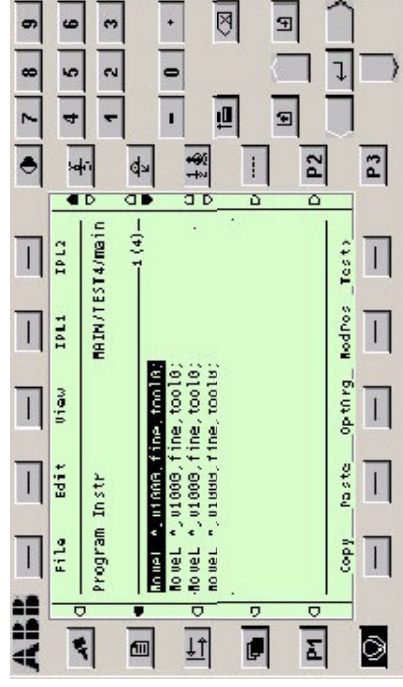 ABB
File Edit View IPL1 IPL2
Program Instr MAIN/TEST4/main
1(4)
MoveL *,v1000,fine,tool0;
MoveL *,v1000,fine,tool0;
MoveL *,v1000,fine,tool0;
MoveL *,v1000,fine,tool0;
Copy Paste OptArg_ ModPos _Test>
P1
P2
P3
7 8 9
4 5 6
1 2 3
- 0 .